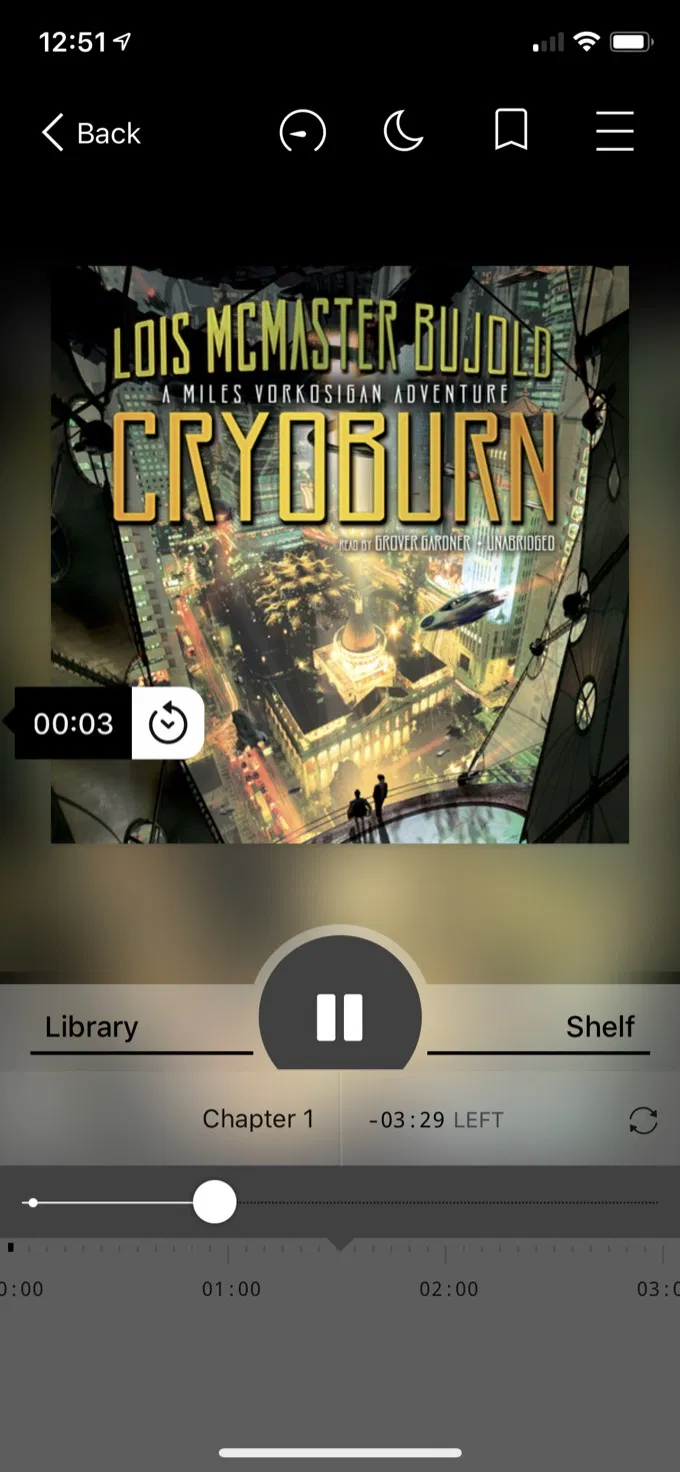 12:51
Back
LOIS MCMASTER BUJOLD
A MILES VORKOSIGAN ADVENTURE
CRYOBURN
READ BY GROVER GARDNER • UNABRIDGED
00:03
Library
Shelf
Chapter 1
-03:29 LEFT
0:00
01:00
02:00
03:0